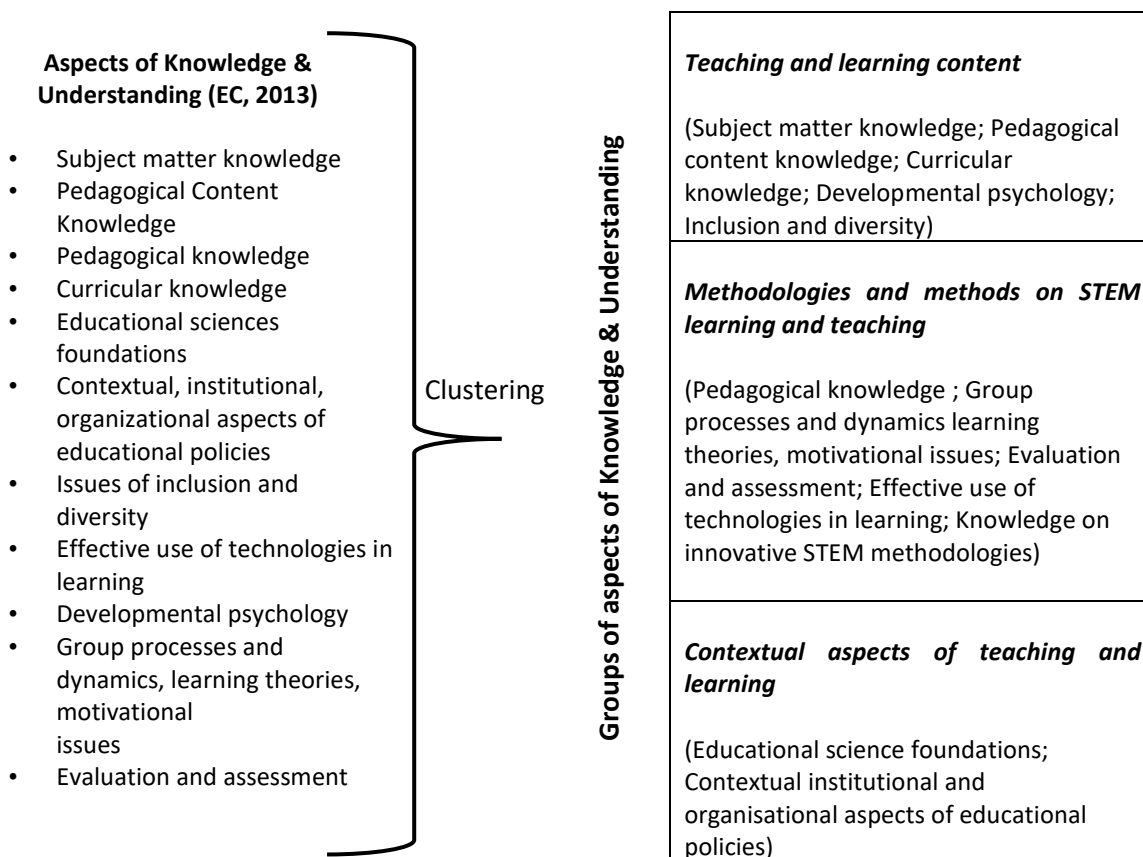 Aspects of Knowledge &
Understanding (EC, 2013)
• Subject matter knowledge
• Pedagogical Content
Knowledge
• Pedagogical knowledge
• Curricular knowledge
• Educational sciences
foundations
• Contextual, institutional,
organizational aspects of
educational policies
• Issues of inclusion and
diversity
• Effective use of technologies in
learning
• Developmental psychology
• Group processes and
dynamics, learning theories,
motivational
issues
• Evaluation and assessment
Clustering
Groups of aspects of Knowledge & Understanding
Teaching and learning content
(Subject matter knowledge; Pedagogical
content knowledge; Curricular
knowledge; Developmental psychology;
Inclusion and diversity)
Methodologies and methods on STEM
learning and teaching
(Pedagogical knowledge ; Group
processes and dynamics learning
theories, motivational issues; Evaluation
and assessment; Effective use of
technologies in learning; Knowledge on
innovative STEM methodologies)
Contextual aspects of teaching and
learning
(Educational science foundations;
Contextual institutional and
organisational aspects of educational
policies)